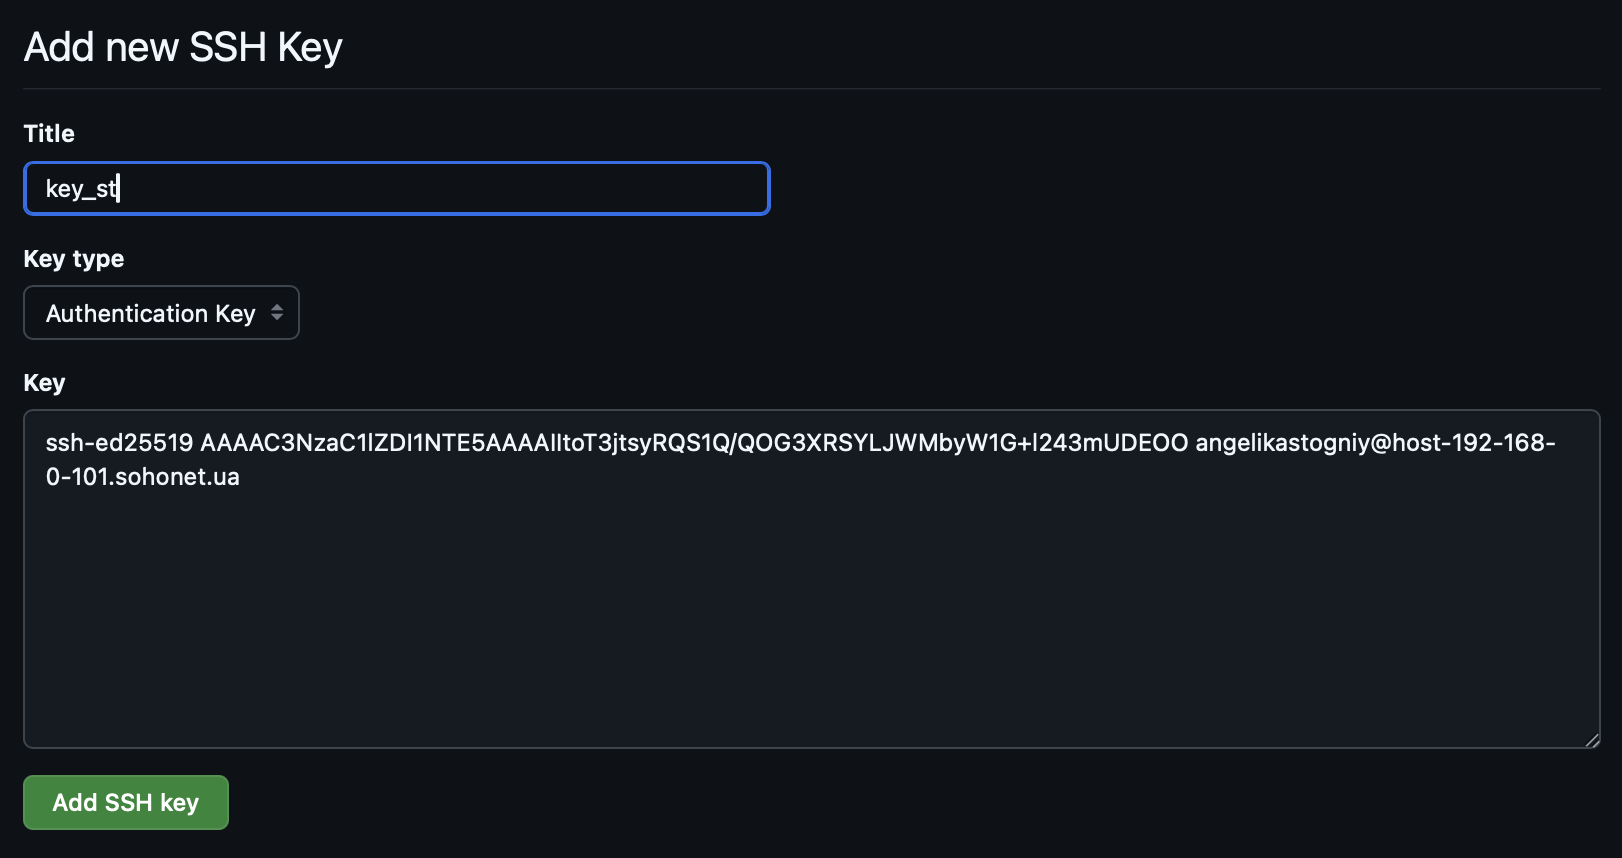 Add new SSH Key
Title
key_st
Key type
Authentication Key
Key
ssh-ed25519 AAAAC3NzaC1lZDI1NTE5AAAAIItoT3jtsyRQS1Q/QOG3XRSYLJWMbyW1G+l243mUDEOO angelikastogniy@host-192-168-
0-101.sohonet.ua
Add SSH key